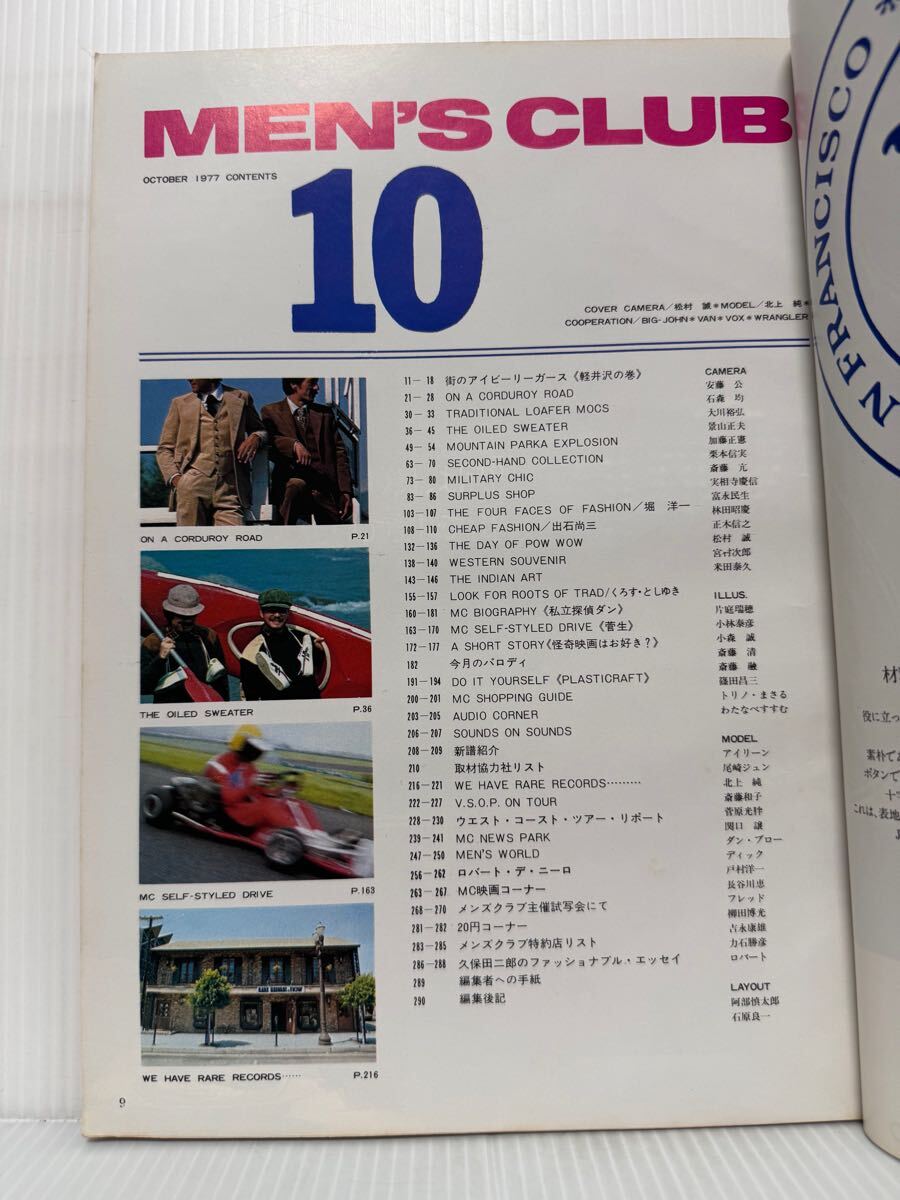 MEN'S CLUB
OCTOBER 1977 CONTENTS
10
COVER CAMERA/松村 誠＊MODEL/北上 純＊
COOPERATION/BIG-JOHN＊VAN＊VOX＊WRANGLER
ON A CORDUROY ROAD P.21
THE OILED SWEATER P.36
MC SELF-STYLED DRIVE P.163
WE HAVE RARE RECORDS…… P.216
11－18 街のアイビーリーガース《軽井沢の巻》
21－28 ON A CORDUROY ROAD
30－33 TRADITIONAL LOAFER MOCS
36－45 THE OILED SWEATER
49－54 MOUNTAIN PARKA EXPLOSION
63－70 SECOND-HAND COLLECTION
73－80 MILITARY CHIC
83－86 SURPLUS SHOP
103－107 THE FOUR FACES OF FASHION/堀 洋一
108－110 CHEAP FASHION/出石尚三
132－136 THE DAY OF POW WOW
138－140 WESTERN SOUVENIR
143－146 THE INDIAN ART
155－157 LOOK FOR ROOTS OF TRAD/くろす・としゆき
160－181 MC BIOGRAPHY《私立探偵ダン》
163－170 MC SELF-STYLED DRIVE《菅生》
172－177 A SHORT STORY《怪奇映画はお好き？》
182 今月のパロディ
191－194 DO IT YOURSELF《PLASTICRAFT》
200－201 MC SHOPPING GUIDE
203－205 AUDIO CORNER
206－207 SOUNDS ON SOUNDS
208－209 新譜紹介
210 取材協力社リスト
216－221 WE HAVE RARE RECORDS………
222－227 V.S.O.P. ON TOUR
228－230 ウエスト・コースト・ツアー・リポート
239－241 MC NEWS PARK
247－250 MEN'S WORLD
256－262 ロバート・デ・ニーロ
263－267 MC映画コーナー
268－270 メンズクラブ主催試写会にて
281－282 20円コーナー
283－285 メンズクラブ特約店リスト
286－288 久保田二郎のファッショナブル・エッセイ
289 編集者への手紙
290 編集後記
CAMERA
安藤 公
石森 均
大川裕弘
景山正夫
加藤正憲
栗本信実
斎藤 亢
実相寺慶信
富永民生
林田昭慶
正木信之
松村 誠
宮寸次郎
米田泰久
ILLUS.
片庭瑞穂
小林泰彦
小森 誠
斎藤 清
斎藤 融
篠田昌三
トリノ・まさる
わたなべすすむ
MODEL
アイリーン
尾崎ジュン
北上 純
斎藤和子
菅原光祥
関口 譲
ダン・ブロー
ディック
戸村洋一
長谷川恵
フレッド
柳田博光
吉永康雄
力石勝彦
ロバート
LAYOUT
阿部慎太郎
石原良一
9
N FRANCISCO
材
役に立っ
素朴でお
ボタンで
十
これは、表地